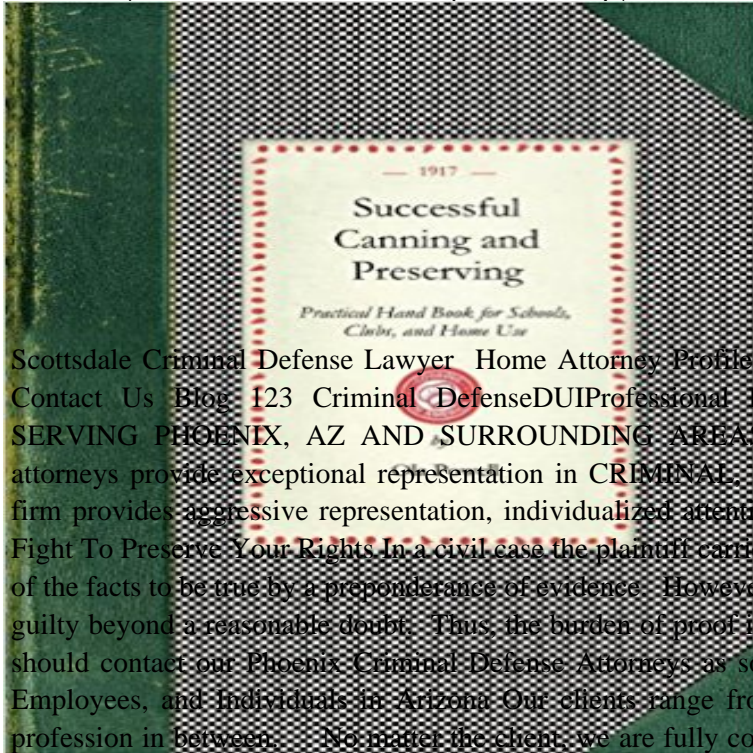 1917
Successful
Canning and
Preserving
Practical Hand Book for Schools,
Clubs, and Home Use
Scottsdale Criminal Defense Lawyer Home Attorney Profile
Contact Us Blog 123 Criminal DefenseDUIProfessional
SERVING PHOENIX, AZ AND SURROUNDING AREA
attorneys provide exceptional representation in CRIMINAL,
firm provides aggressive representation, individualized
Fight To Preserve Your Rights In a civil case the plaintiff
of the facts to be true by a preponderance of evidence. Howeve
guilty beyond a reasonable doubt. Thus, the burden of proof
should contact our Phoenix Criminal Defense Attorneys as
Employees, and Individuals in Arizona Our clients range
profession in between. No matter the client, we are fully